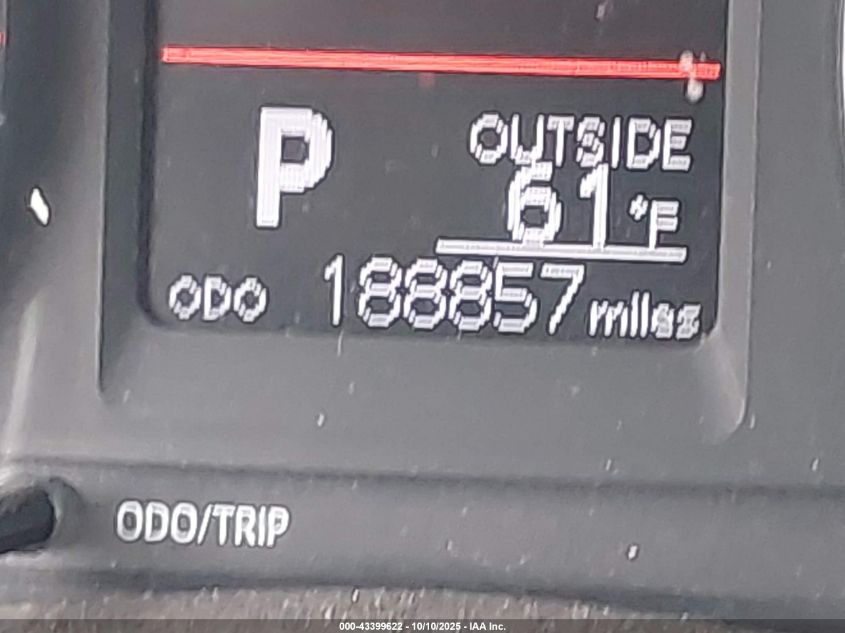 P
OUTSIDE
61°F
ODO 188857 miles
ODO/TRIP
000-43399622 - 10/10/2025 - IAA Inc.